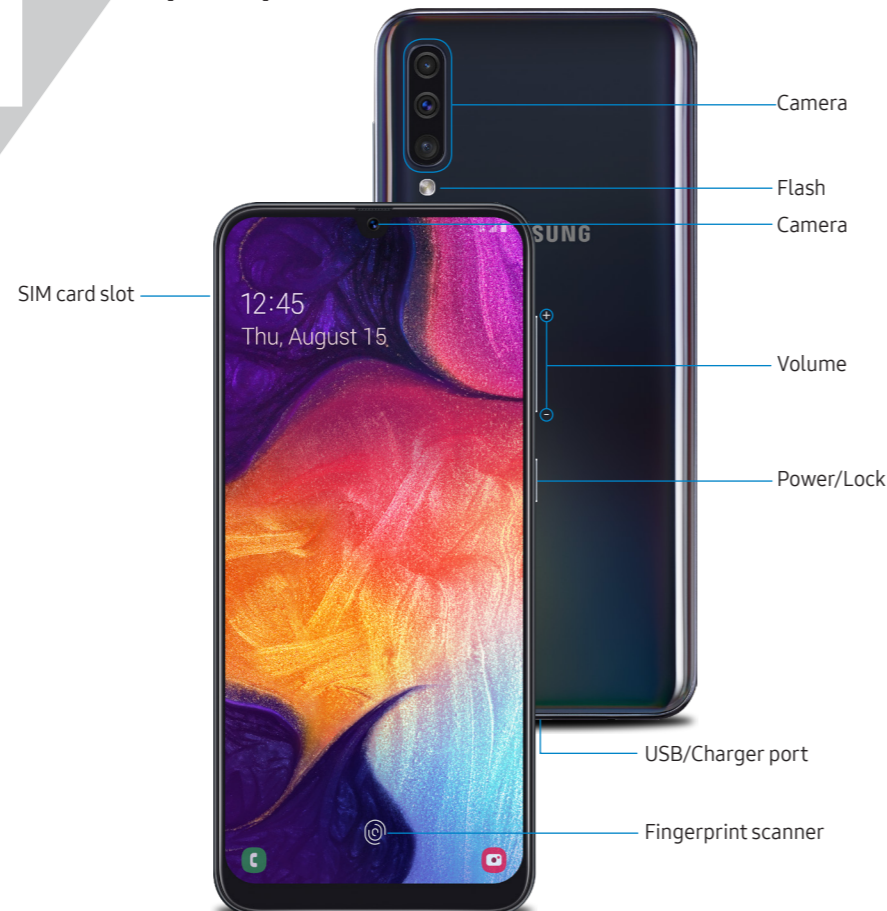 Camera
Flash
Camera
SUNG
SIM card slot
12:45
Thu, August 15
+
Volume
-
Power/Lock
USB/Charger port
Fingerprint scanner